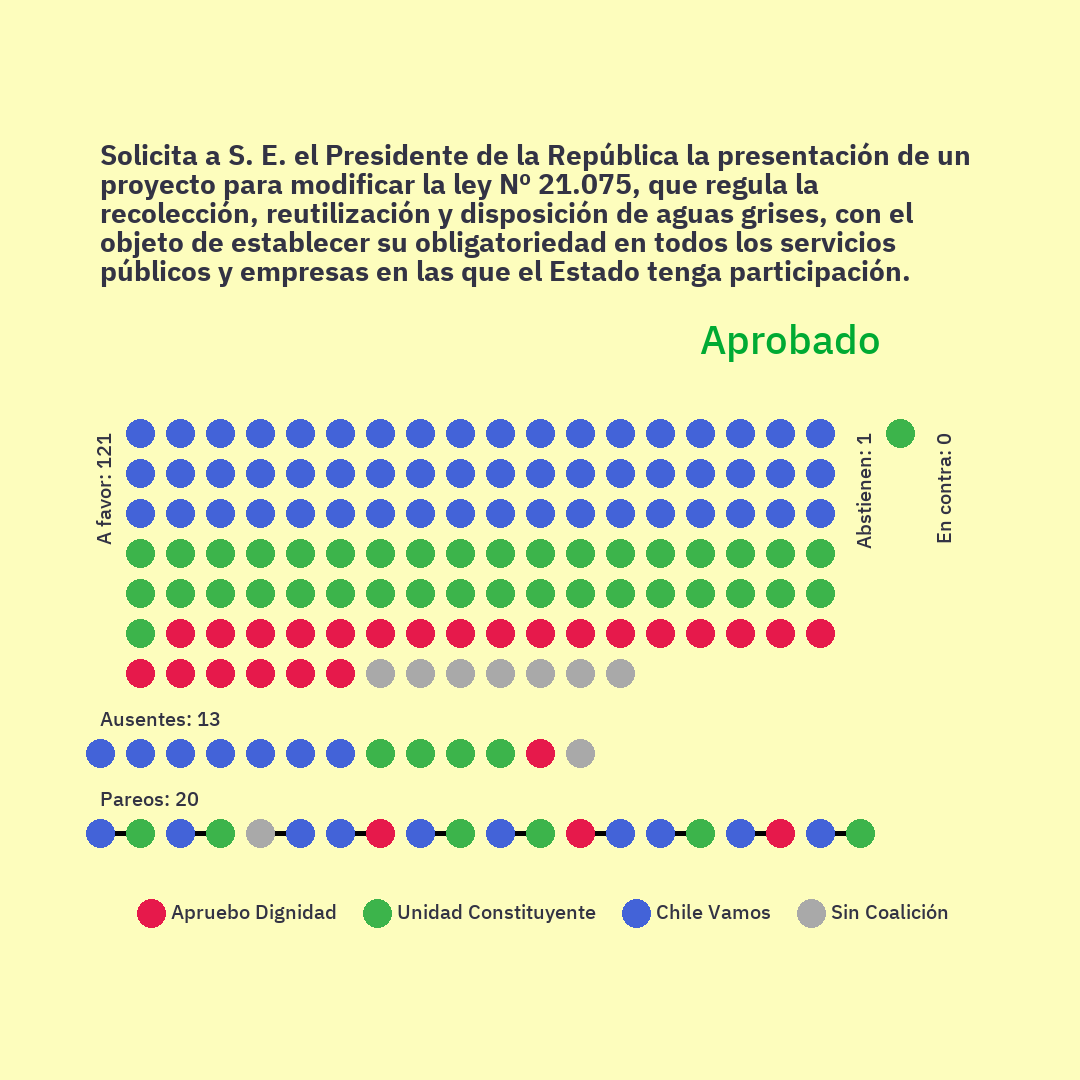 Solicita a S. E. el Presidente de la República la presentación de un
proyecto para modificar la ley Nº 21.075, que regula la
recolección, reutilización y disposición de aguas grises, con el
objeto de establecer su obligatoriedad en todos los servicios
públicos y empresas en las que el Estado tenga participación.
Aprobado
A favor: 121
Abstienen: 1
En contra: 0
Ausentes: 13
Pareos: 20
Apruebo Dignidad
Unidad Constituyente
Chile Vamos
Sin Coalición